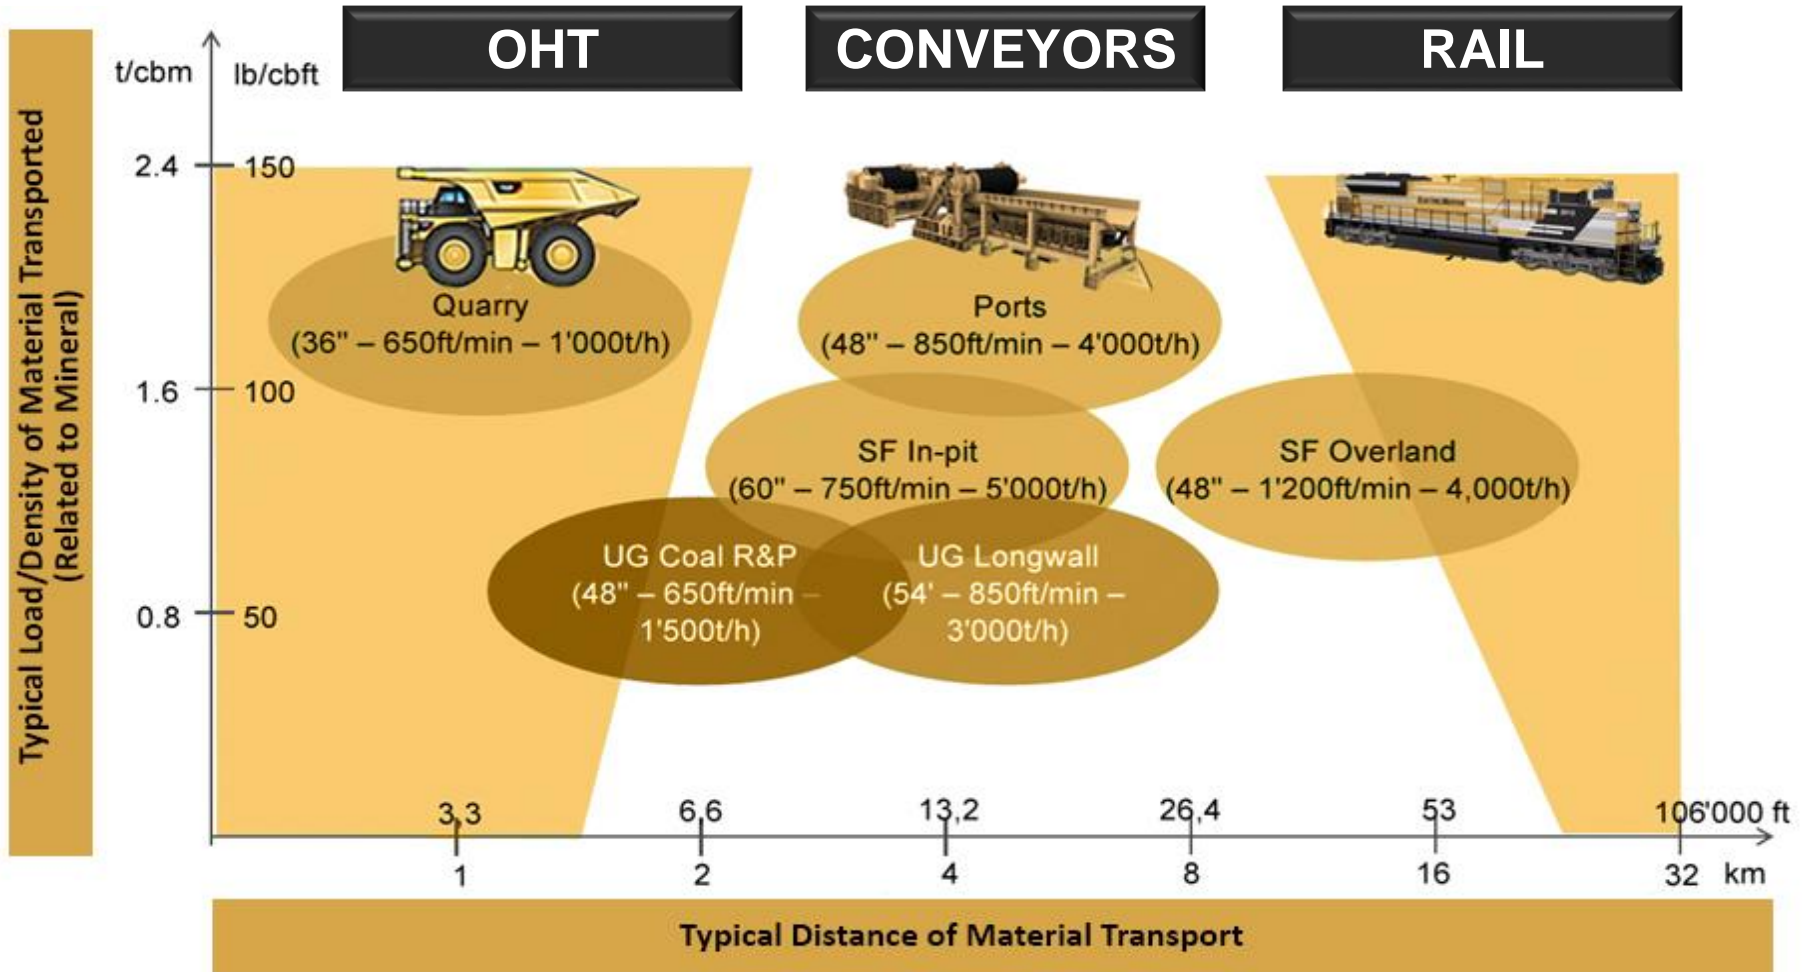 OHT
CONVEYORS
RAIL
t/cbm
lb/cbft
Typical Load/Density of Material Transported
(Related to Mineral)
2.4
150
Quarry
(36" – 650ft/min – 1'000t/h)
Ports
(48" – 850ft/min – 4'000t/h)
1.6
100
SF In-pit
(60" – 750ft/min – 5'000t/h)
SF Overland
(48" – 1'200ft/min – 4,000t/h)
UG Coal R&P
(48" – 650ft/min –
1'500t/h)
UG Longwall
(54' – 850ft/min –
3'000t/h)
0.8
50
3,3
6,6
13,2
26,4
53
106'000 ft
1
2
4
8
16
32
km
Typical Distance of Material Transport